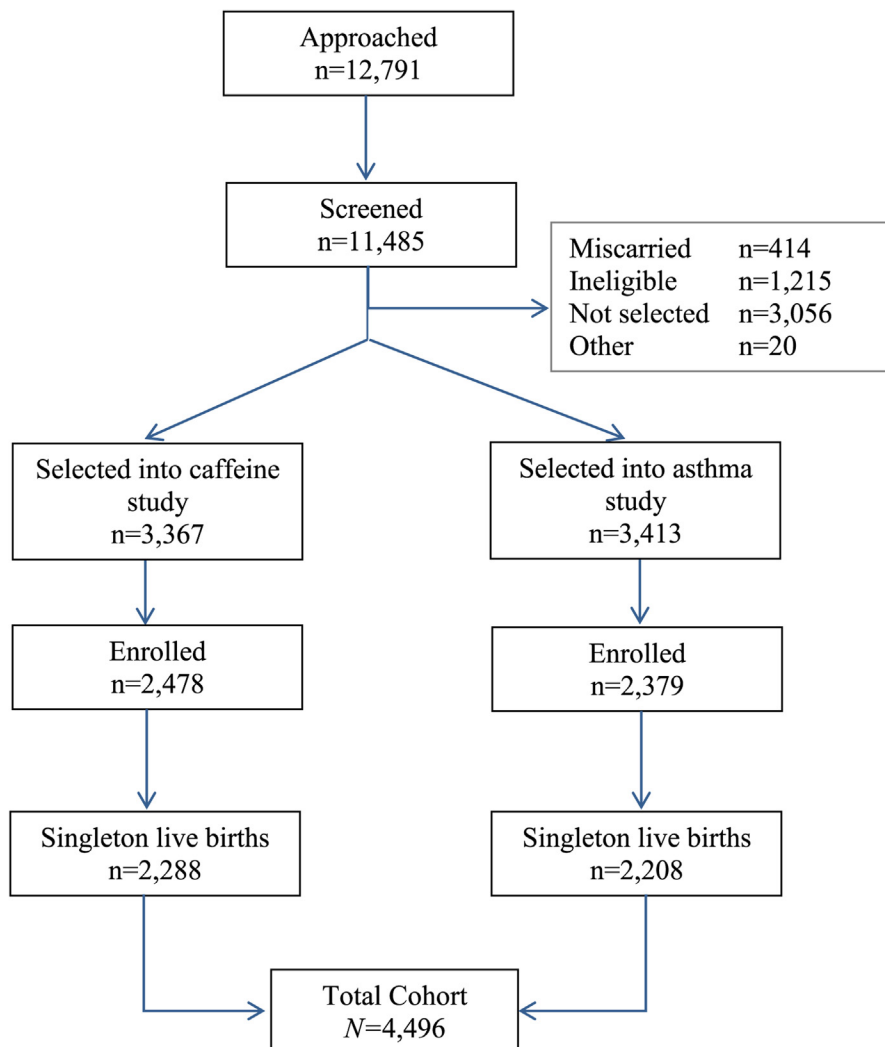 Approached
n=12,791
Screened
n=11,485
Miscarried n=414
Ineligible n=1,215
Not selected n=3,056
Other n=20
Selected into caffeine
study
n=3,367
Selected into asthma
study
n=3,413
Enrolled
n=2,478
Enrolled
n=2,379
Singleton live births
n=2,288
Singleton live births
n=2,208
Total Cohort
N=4,496